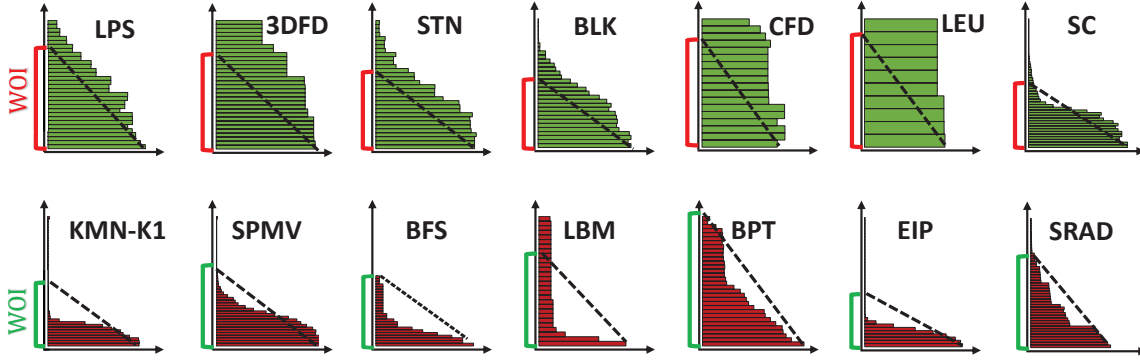 LPS 3DFD STN BLK CFD LEU SC
WOI
KMN-K1 SPMV BFS LBM BPT EIP SRAD
WOI